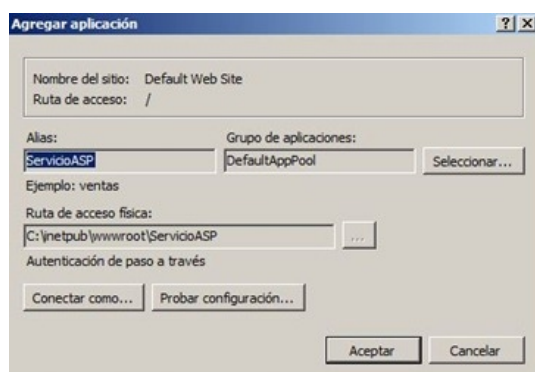 Agregar aplicación
Nombre del sitio: Default Web Site
Ruta de acceso: /
Alias: Grupo de aplicaciones:
ServicioASP DefaultAppPool Seleccionar...
Ejemplo: ventas
Ruta de acceso física:
C:\inetpub\wwwroot\ServicioASP ...
Autenticación de paso a través
Conectar como... Probar configuración...
Aceptar Cancelar